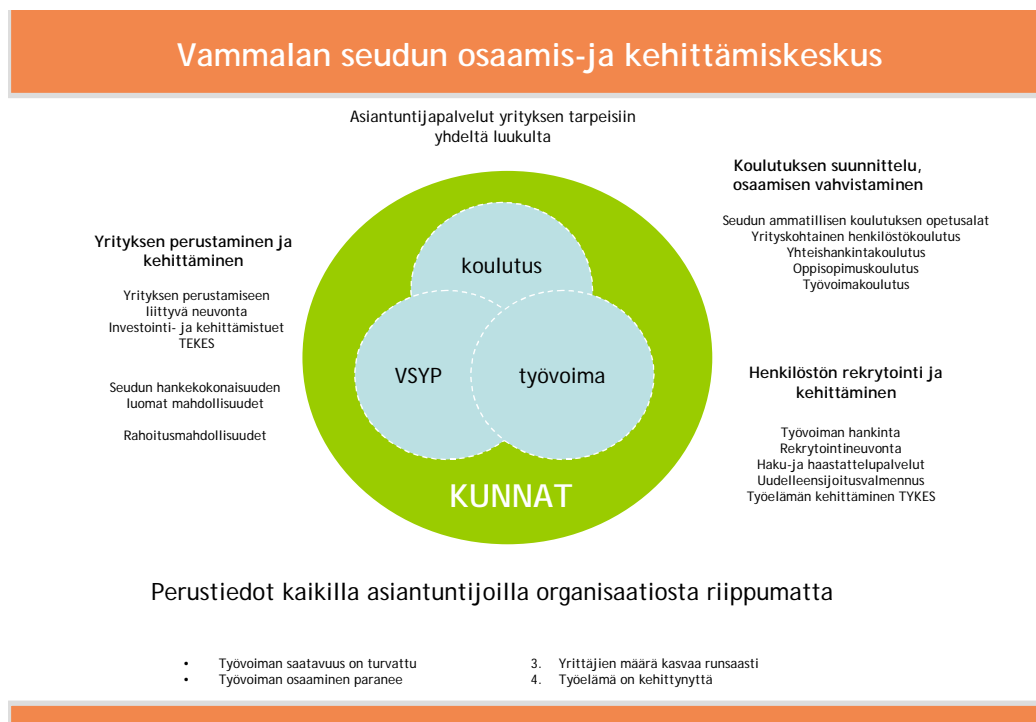 Vammalan seudun osaamis-ja kehittämiskeskus
Asiantuntijapalvelut yrityksen tarpeisiin
yhdeltä luukulta
Yrityksen perustaminen ja
kehittäminen
Yrityksen perustamiseen
liittyvä neuvonta
Investointi- ja kehittämistuet
TEKES
Seudun hankekokonaisuuden
luomat mahdollisuudet
Rahoitusmahdollisuudet
koulutus
VSYP
työvoima
KUNNAT
Koulutuksen suunnittelu,
osaamisen vahvistaminen
Seudun ammatillisen koulutuksen opetusalat
Yrityskohtainen henkilöstökoulutus
Yhteishankintakoulutus
Oppisopimuskoulutus
Työvoimakoulutus
Henkilöstön rekrytointi ja
kehittäminen
Työvoiman hankinta
Rekrytointineuvonta
Haku-ja haastattelupalvelut
Uudelleensijoitusvalmennus
Työelämän kehittäminen TYKES
Perustiedot kaikilla asiantuntijoilla organisaatiosta riippumatta
• Työvoiman saatavuus on turvattu
• Työvoiman osaaminen paranee
3. Yrittäjien määrä kasvaa runsaasti
4. Työelämä on kehittynyttä